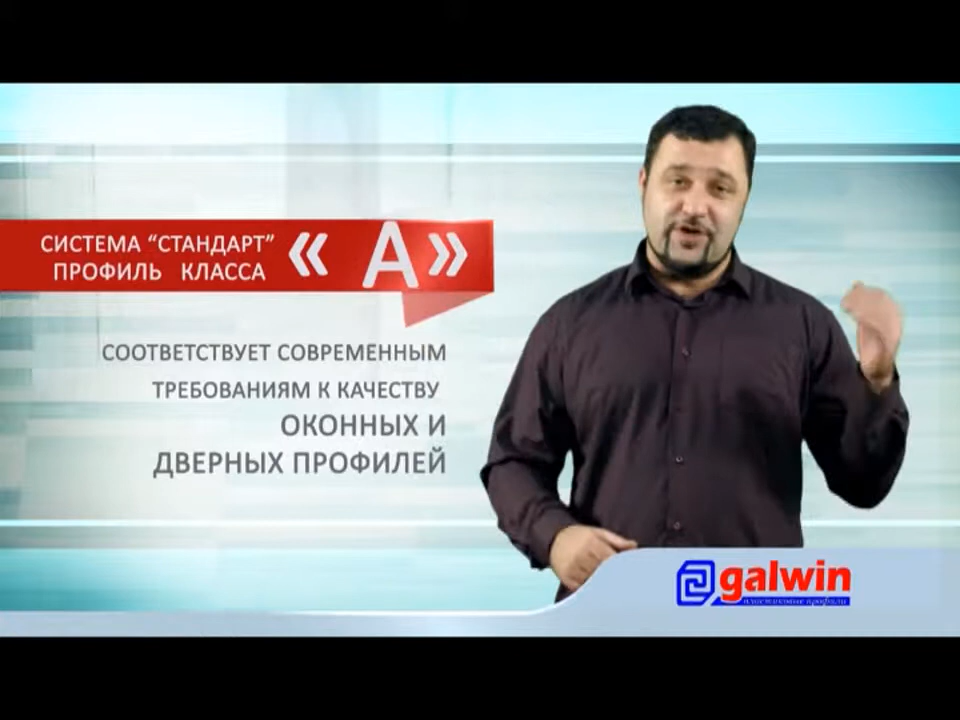 СИСТЕМА “СТАНДАРТ”
ПРОФИЛЬ КЛАССА
« А»
СООТВЕТСТВУЕТ СОВРЕМЕННЫМ
ТРЕБОВАНИЯМ К КАЧЕСТВУ
ОКОННЫХ И
ДВЕРНЫХ ПРОФИЛЕЙ
galwin
пластиковые профили